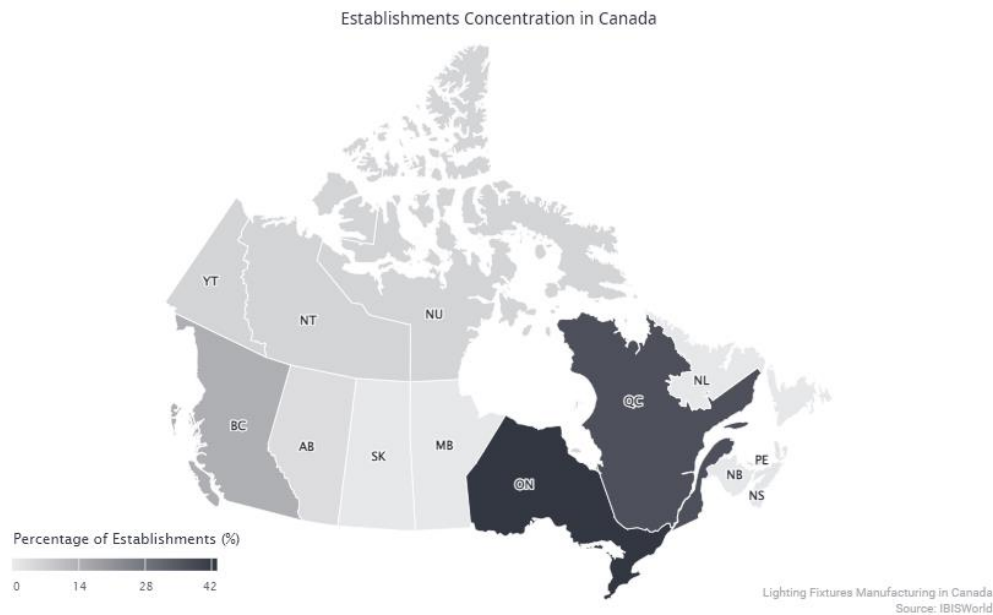 Establishments Concentration in Canada
YT
NT
NU
BC
AB
SK
MB
ON
QC
NL
NB
PE
NS
Percentage of Establishments (%)
0 14 28 42
Lighting Fixtures Manufacturing in Canada
Source: IBISWorld